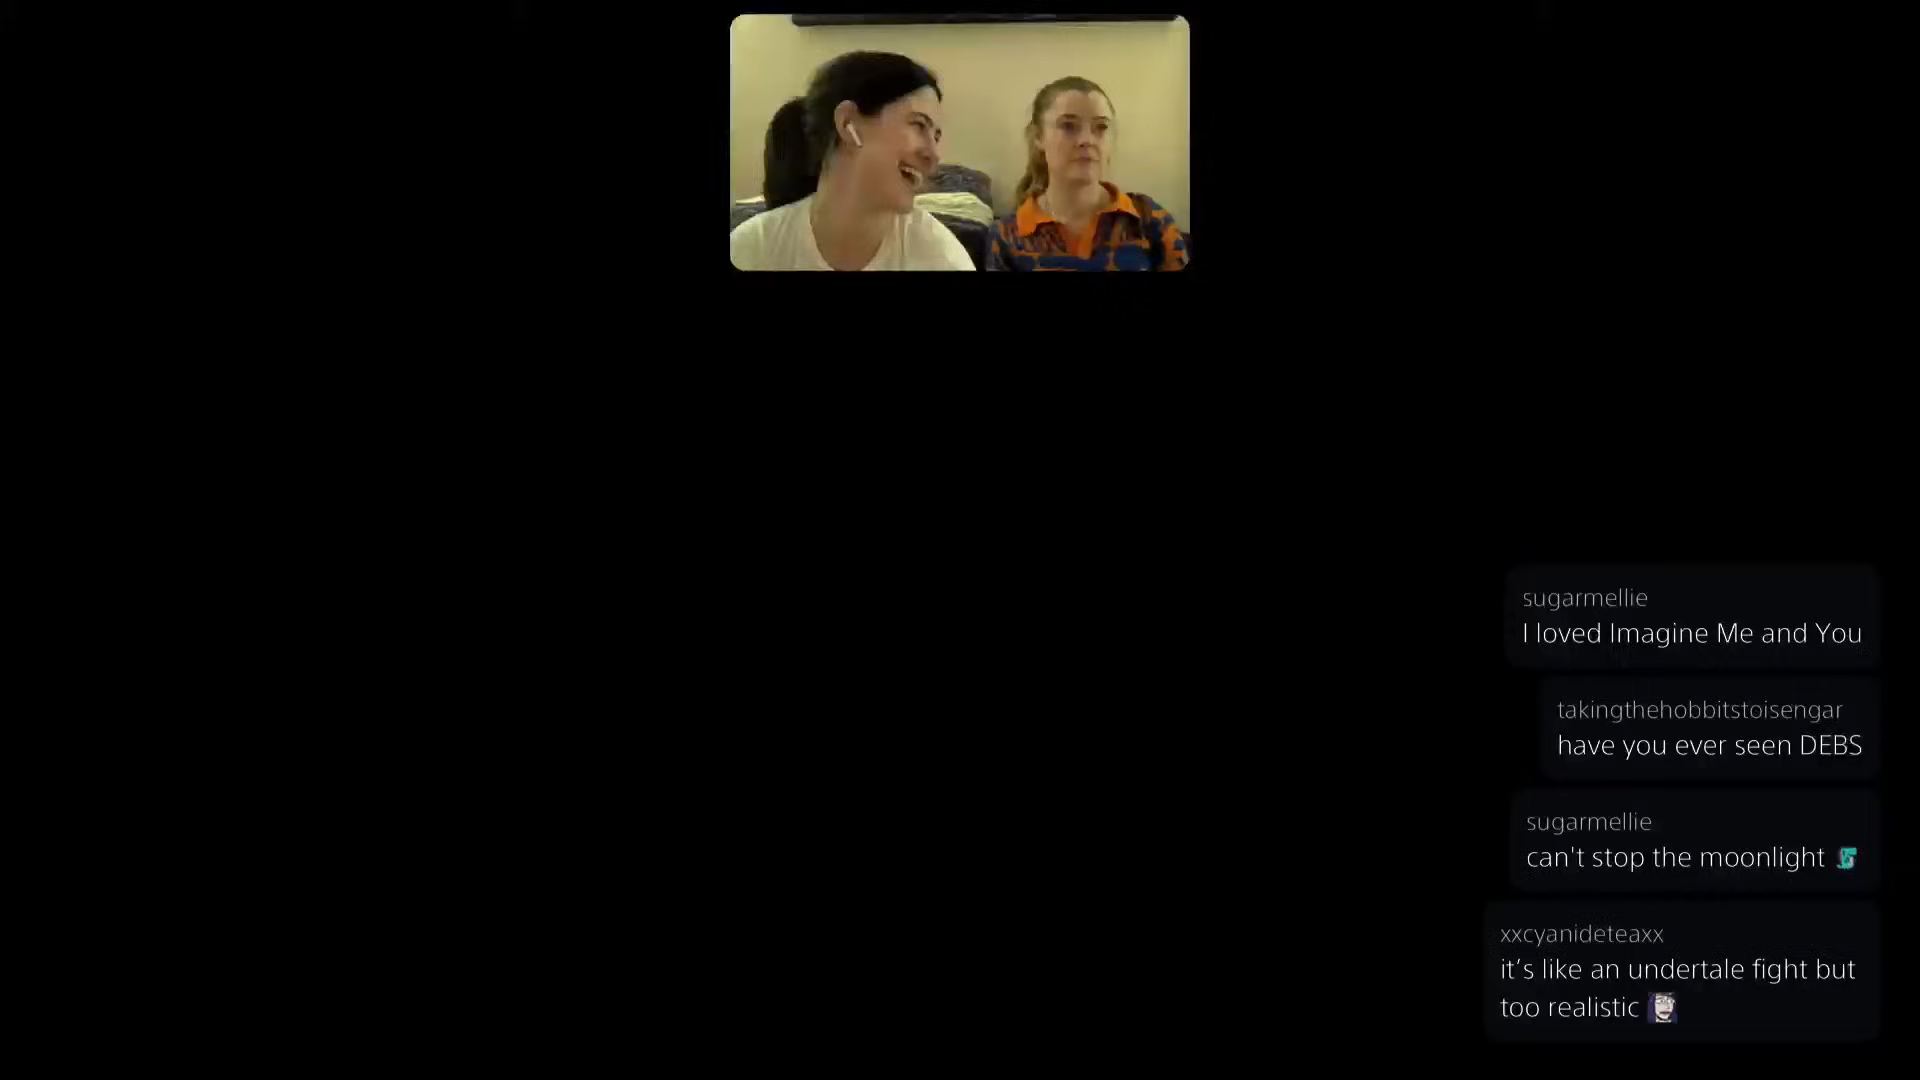 sugarmellie
I loved Imagine Me and You
takingthehobbitstoisengar
have you ever seen DEBS
sugarmellie
can't stop the moonlight
xxcyanideteaxx
it’s like an undertale fight but
too realistic